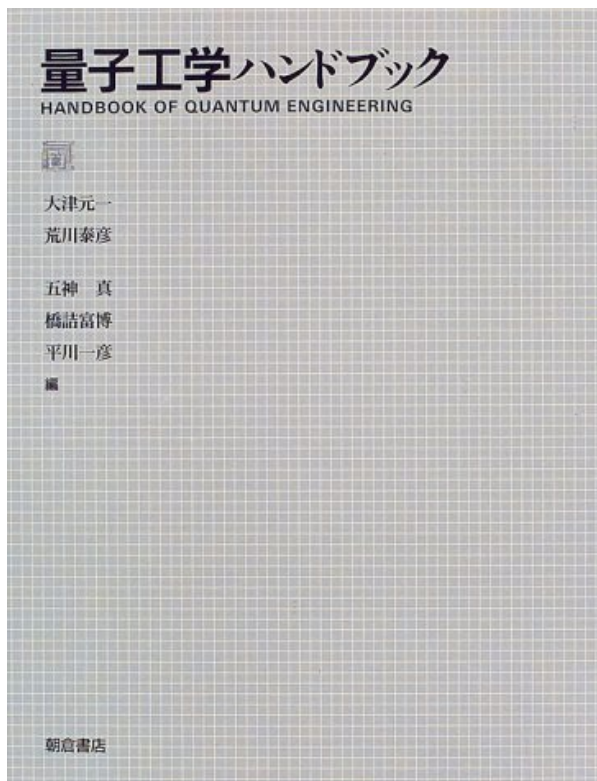 量子工学ハンドブック
HANDBOOK OF QUANTUM ENGINEERING
大津元一
荒川泰彦
五神 真
橋詰富博
平川一彦
編
朝倉書店